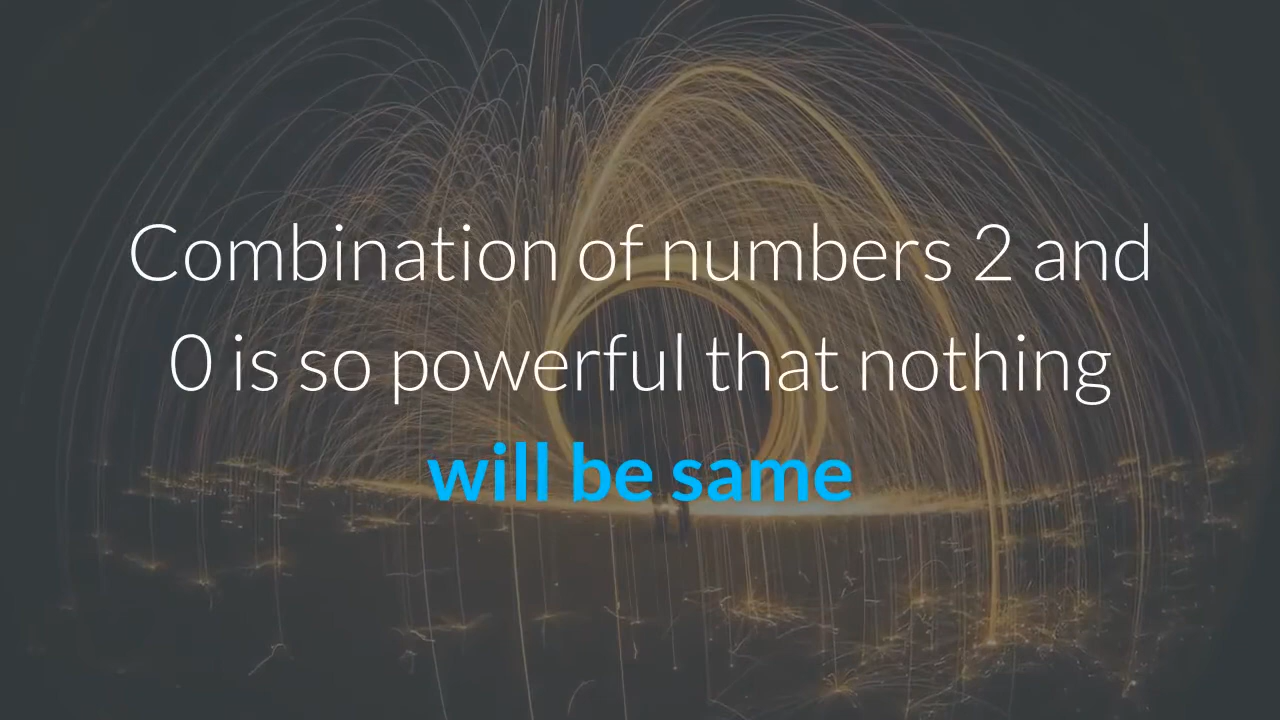 Combination of numbers 2 and
0 is so powerful that nothing
will be same